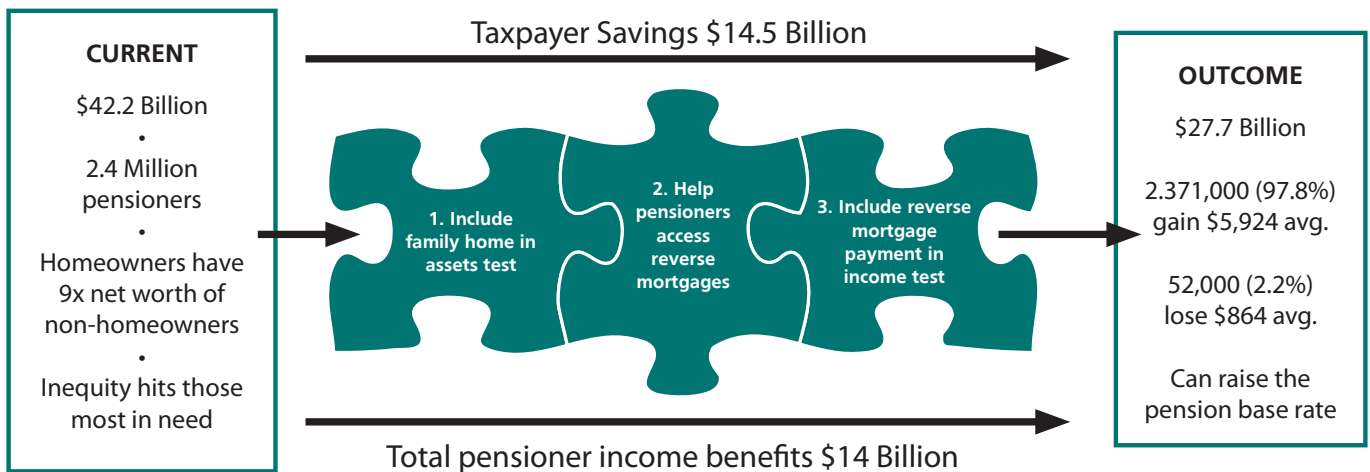 Taxpayer Savings $14.5 Billion
CURRENT
$42.2 Billion
•
2.4 Million
pensioners
•
Homeowners have
9x net worth of
non-homeowners
•
Inequity hits those
most in need
1. Include
family home in
assets test
2. Help
pensioners
access
reverse
mortgages
3. Include reverse
mortgage
payment in
income test
OUTCOME
$27.7 Billion
2.371,000 (97.8%)
gain $5,924 avg.
52,000 (2.2%)
lose $864 avg.
Can raise the
pension base rate
Total pensioner income benefits $14 Billion